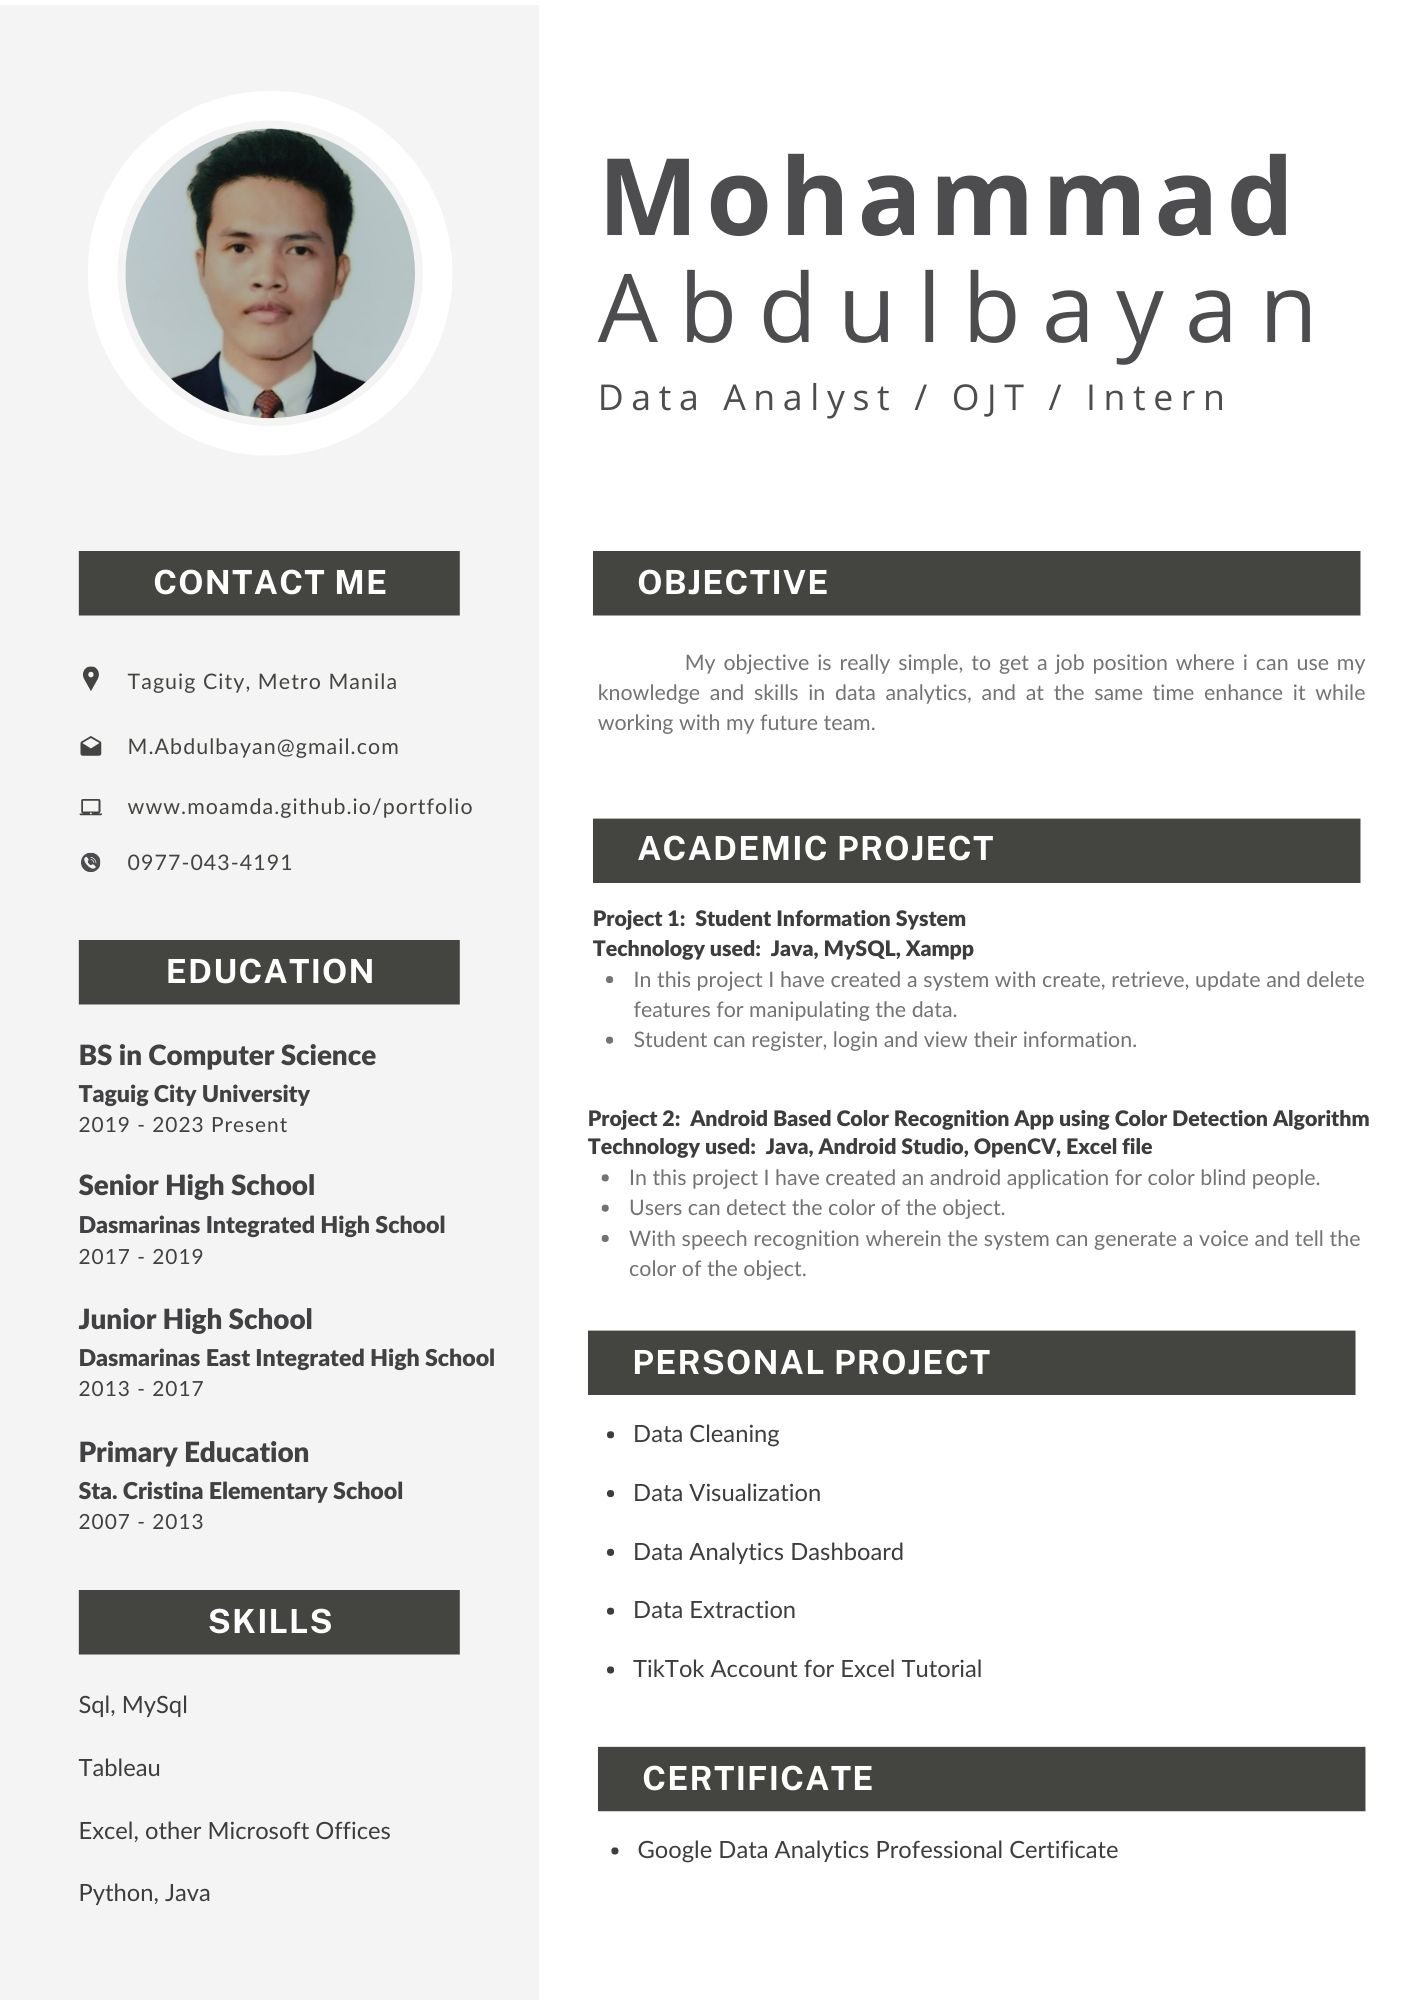 Mohammad
Abdulbayan
Data Analyst / OJT / Intern
CONTACT ME
Taguig City, Metro Manila
M.Abdulbayan@gmail.com
www.moamda.github.io/portfolio
0977-043-4191
EDUCATION
BS in Computer Science
Taguig City University
2019 - 2023 Present
Senior High School
Dasmarinas Integrated High School
2017 - 2019
Junior High School
Dasmarinas East Integrated High School
2013 - 2017
Primary Education
Sta. Cristina Elementary School
2007 - 2013
SKILLS
Sql, MySql
Tableau
Excel, other Microsoft Offices
Python, Java
OBJECTIVE
My objective is really simple, to get a job position where i can use my
knowledge and skills in data analytics, and at the same time enhance it while
working with my future team.
ACADEMIC PROJECT
Project 1: Student Information System
Technology used: Java, MySQL, Xampp
• In this project I have created a system with create, retrieve, update and delete
features for manipulating the data.
• Student can register, login and view their information.
Project 2: Android Based Color Recognition App using Color Detection Algorithm
Technology used: Java, Android Studio, OpenCV, Excel file
• In this project I have created an android application for color blind people.
• Users can detect the color of the object.
• With speech recognition wherein the system can generate a voice and tell the
color of the object.
PERSONAL PROJECT
• Data Cleaning
• Data Visualization
• Data Analytics Dashboard
• Data Extraction
• TikTok Account for Excel Tutorial
CERTIFICATE
• Google Data Analytics Professional Certificate